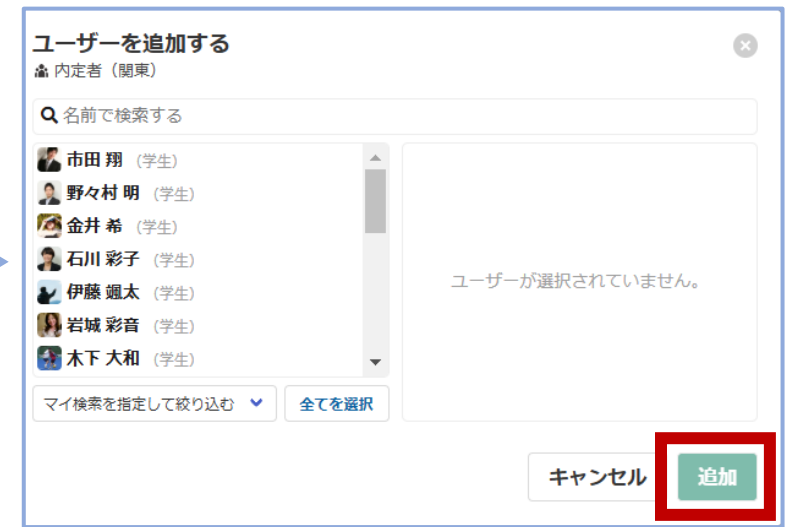 ユーザーを追加する
内定者（関東）
名前で検索する
市田 翔 （学生）
野々村 明 （学生）
金井 希 （学生）
石川 彩子 （学生）
伊藤 颯太 （学生）
岩城 彩音 （学生）
木下 大和 （学生）
ユーザーが選択されていません。
マイ検索を指定して絞り込む
全てを選択
キャンセル
追加